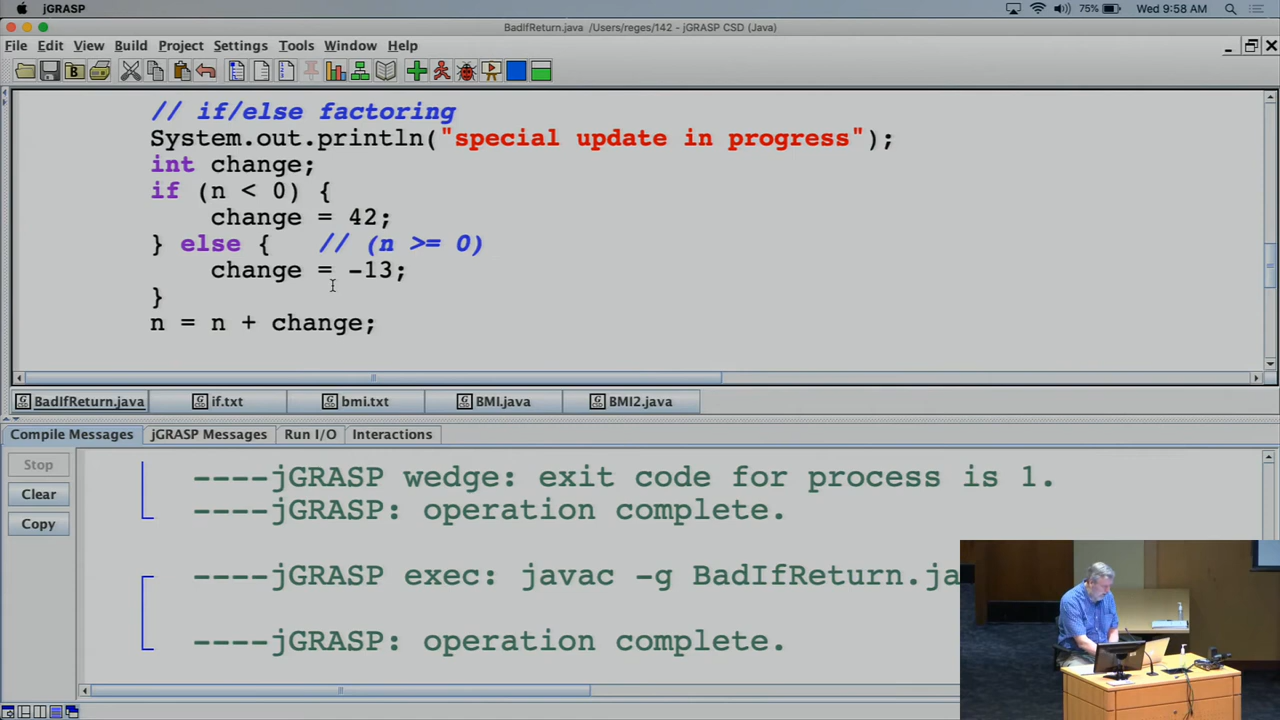 jGRASP
75%
Wed 9:58 AM
BadIfReturn.java /Users/reges/142 - jGRASP CSD (Java)
File Edit View Build Project Settings Tools Window Help
// if/else factoring
System.out.println("special update in progress");
int change;
if (n < 0) {
change = 42;
} else { // (n >= 0)
change = -13;
}
n = n + change;
BadIfReturn.java if.txt bmi.txt BMI.java BMI2.java
Compile Messages jGRASP Messages Run I/O Interactions
Stop
Clear
Copy
----jGRASP wedge: exit code for process is 1.
----jGRASP: operation complete.
----jGRASP exec: javac -g BadIfReturn.ja
----jGRASP: operation complete.